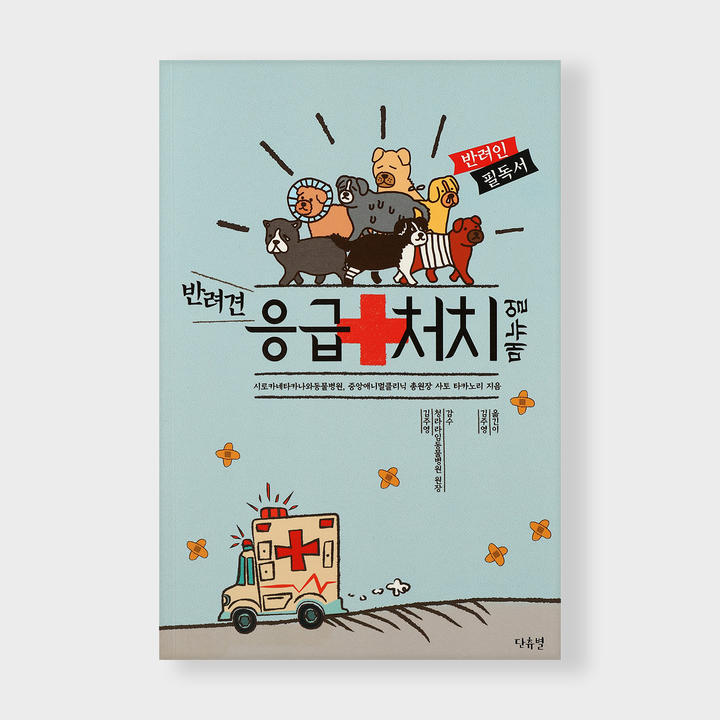 반려인
필독서
반려견
응급처치
매뉴얼
시로카네타카나와동물병원, 중앙애니멀클리닉 총원장 사토 타카노리 지음
옮긴이
김주영
감수
청라라임동물병원 원장
김주영
단츄별